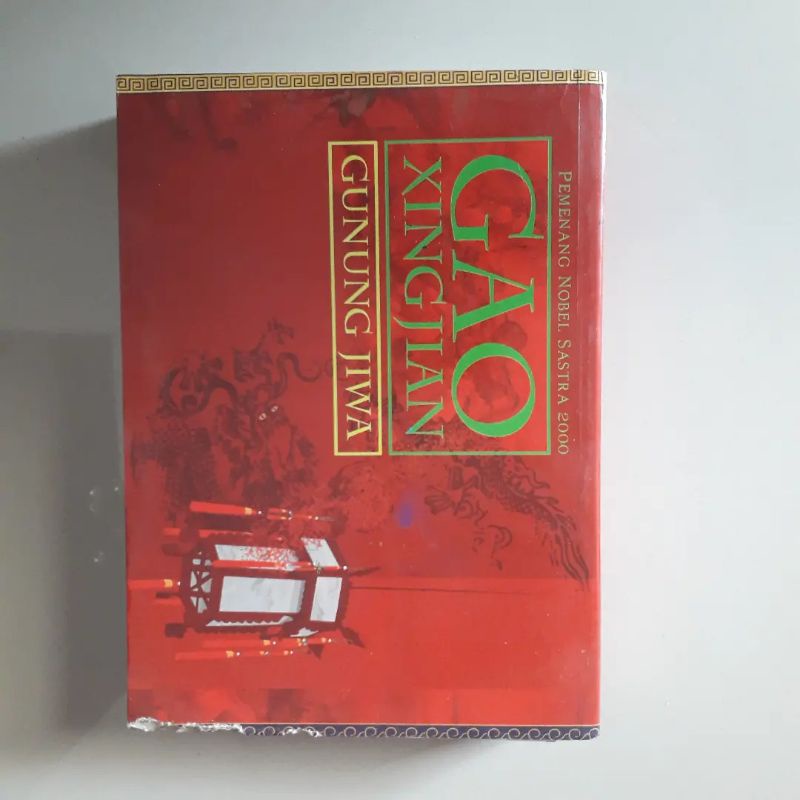 PEMENANG NOBEL SASTRA 2000
GAO
XINGJIAN
GUNUNG JIWA